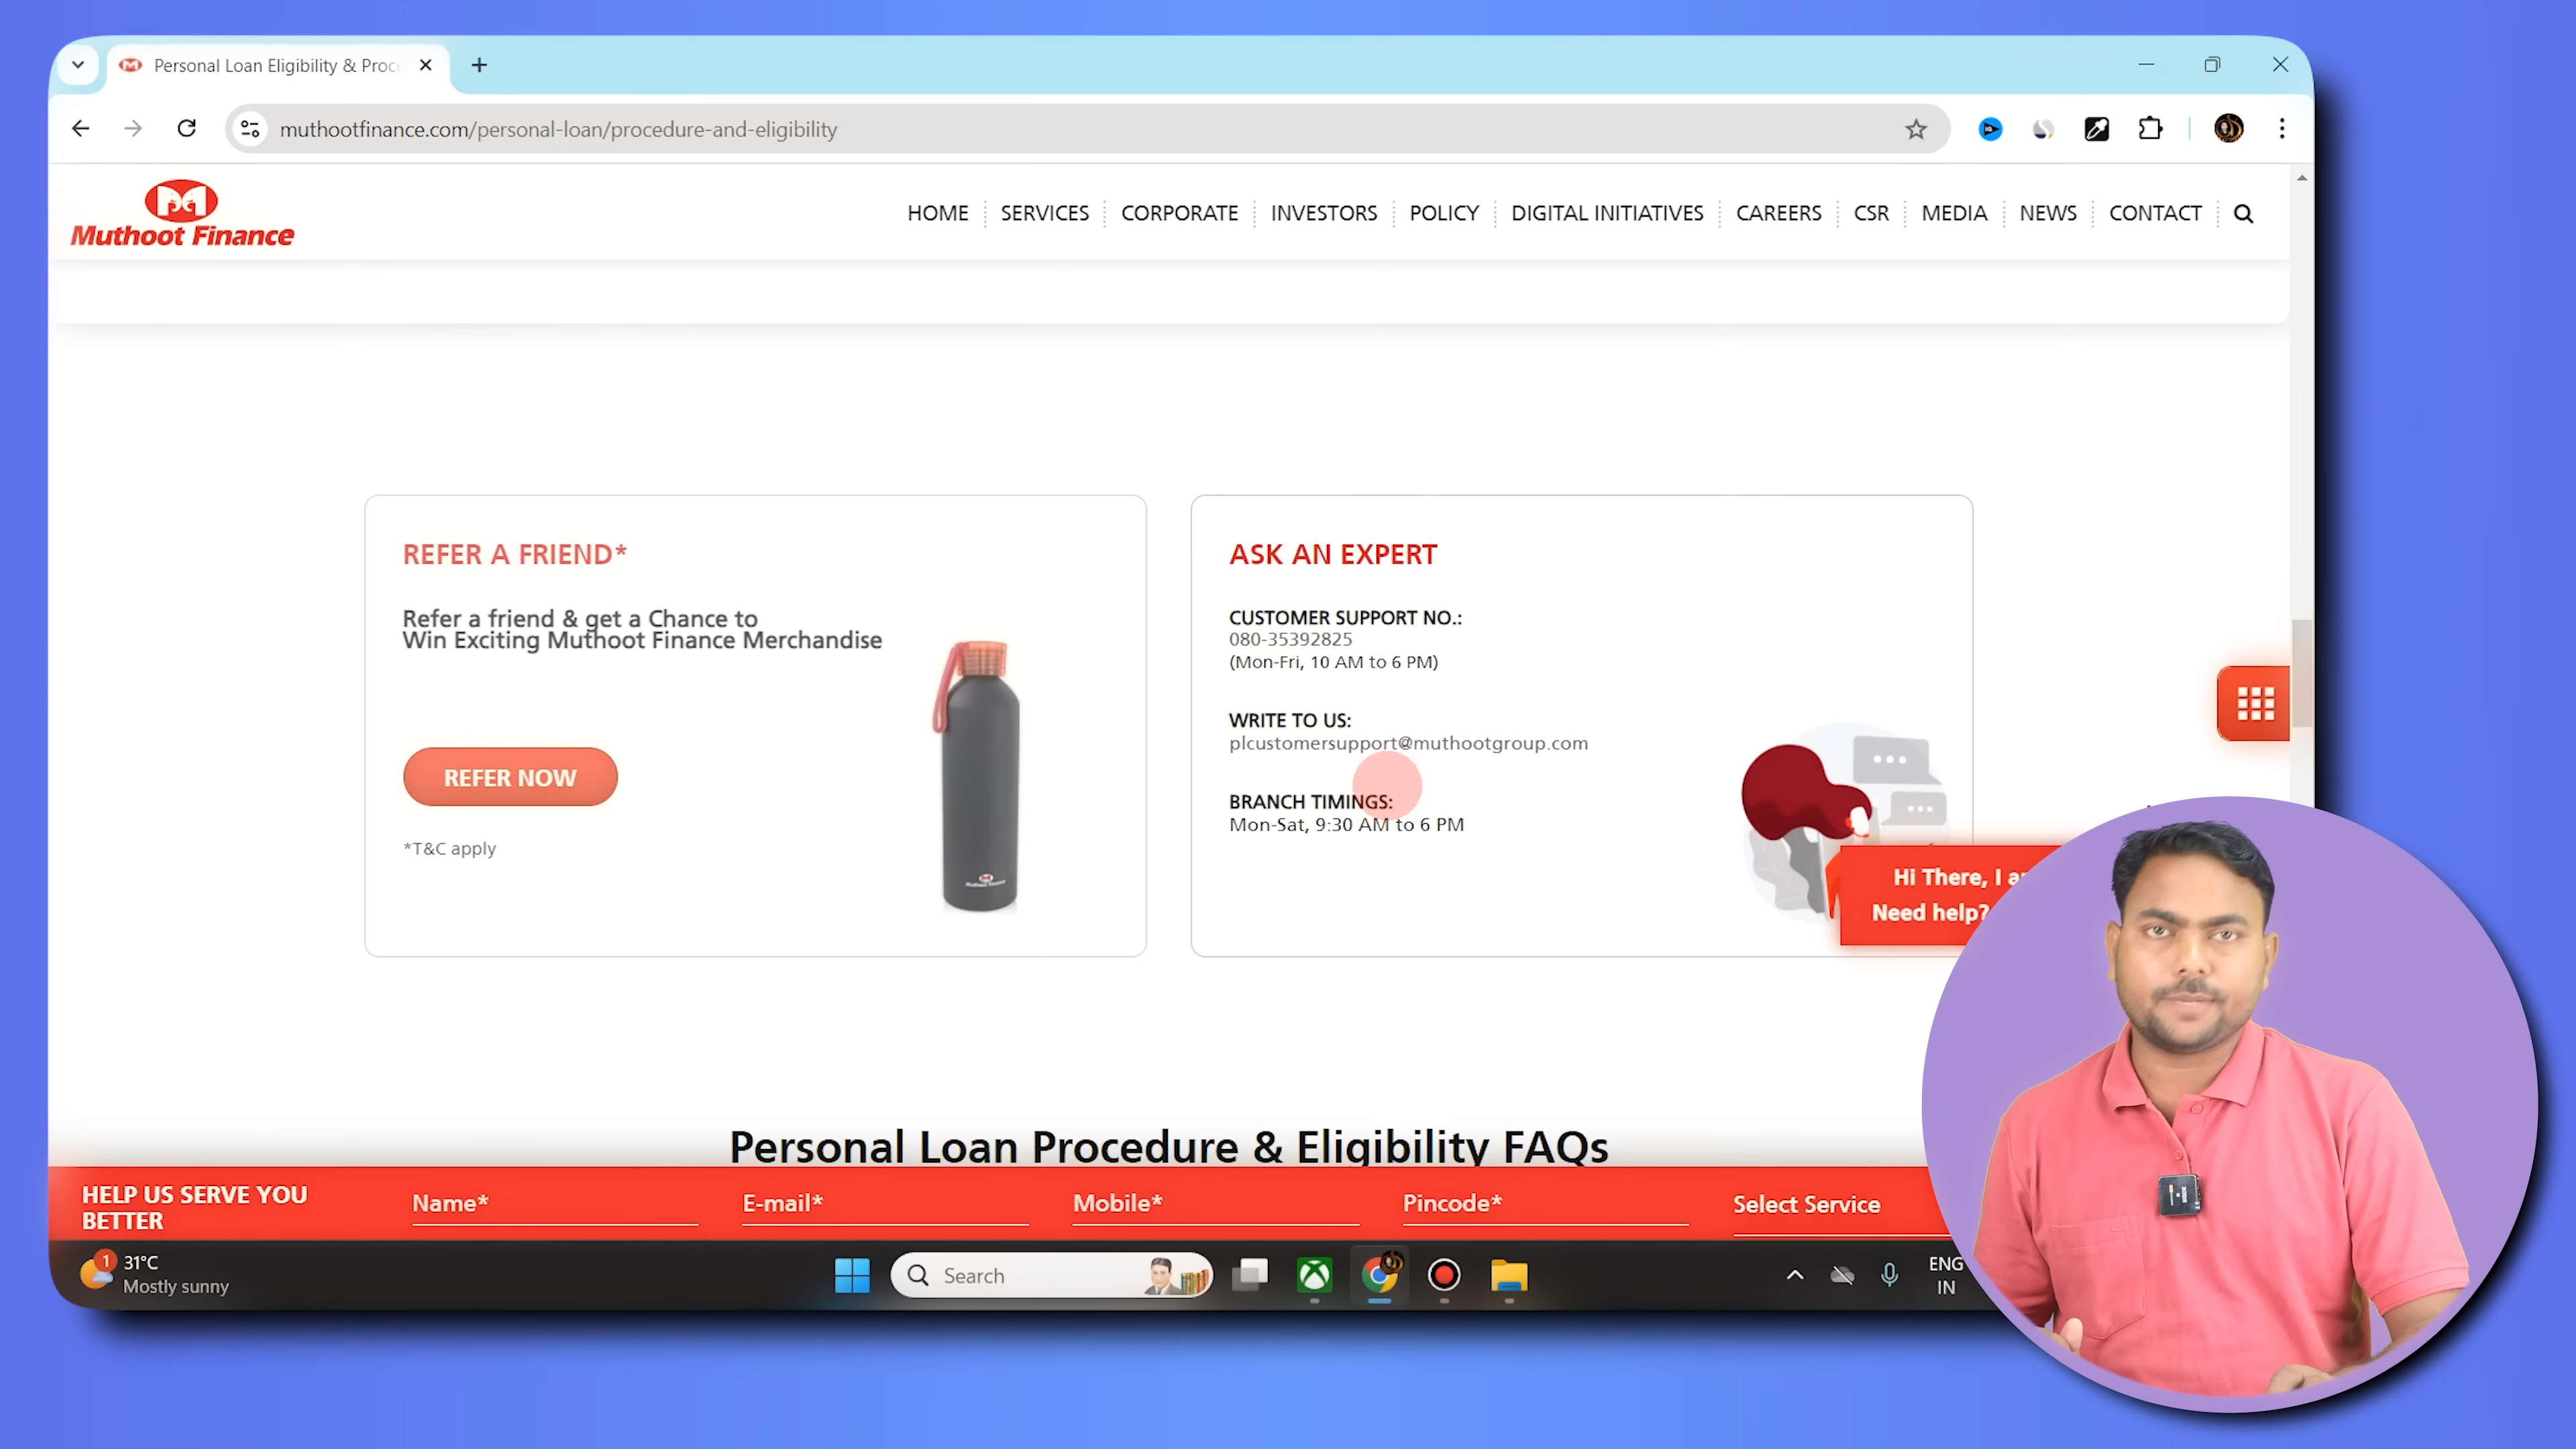 Personal Loan Eligibility & Proc
muthootfinance.com/personal-loan/procedure-and-eligibility
Muthoot Finance
HOME SERVICES CORPORATE INVESTORS POLICY DIGITAL INITIATIVES CAREERS CSR MEDIA NEWS CONTACT
REFER A FRIEND*
Refer a friend & get a Chance to
Win Exciting Muthoot Finance Merchandise
REFER NOW
*T&C apply
Muthoot Finance
ASK AN EXPERT
CUSTOMER SUPPORT NO.:
080-35392825
(Mon-Fri, 10 AM to 6 PM)
WRITE TO US:
plcustomersupport@muthootgroup.com
BRANCH TIMINGS:
Mon-Sat, 9:30 AM to 6 PM
Hi There, I
Need help?
Personal Loan Procedure & Eligibility FAQs
HELP US SERVE YOU
BETTER
Name*
E-mail*
Mobile*
Pincode*
Select Service
1
31°C
Mostly sunny
Search
ENG
IN